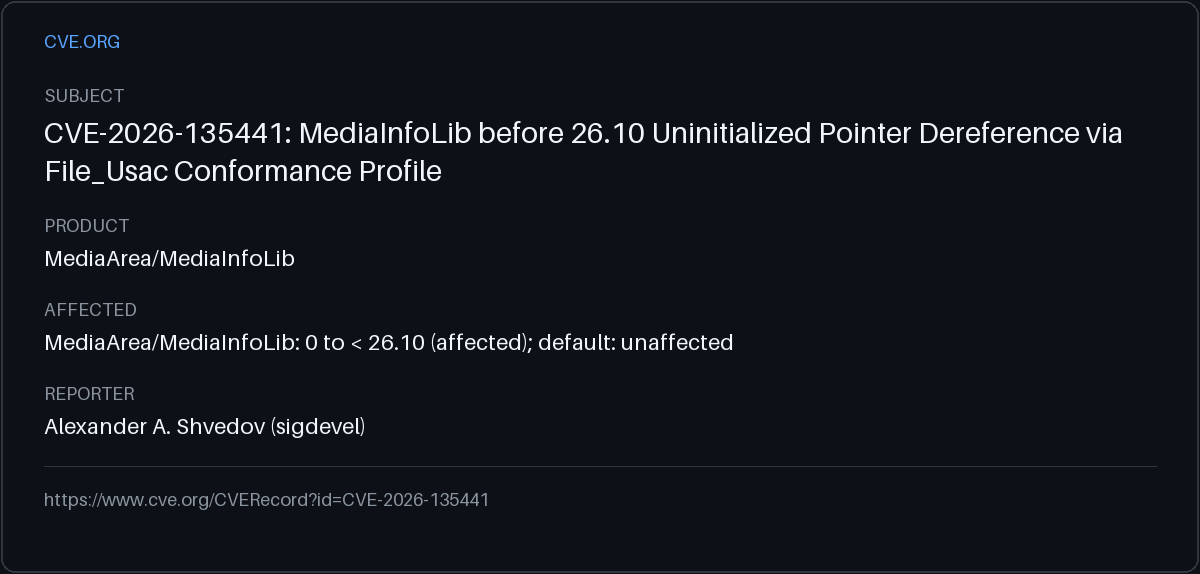 CVE.ORG
SUBJECT
CVE-2026-135441: MediaInfoLib before 26.10 Uninitialized Pointer Dereference via
File_Usac Conformance Profile
PRODUCT
MediaArea/MediaInfoLib
AFFECTED
MediaArea/MediaInfoLib: 0 to < 26.10 (affected); default: unaffected
REPORTER
Alexander A. Shvedov (sigdevel)
https://www.cve.org/CVERecord?id=CVE-2026-135441